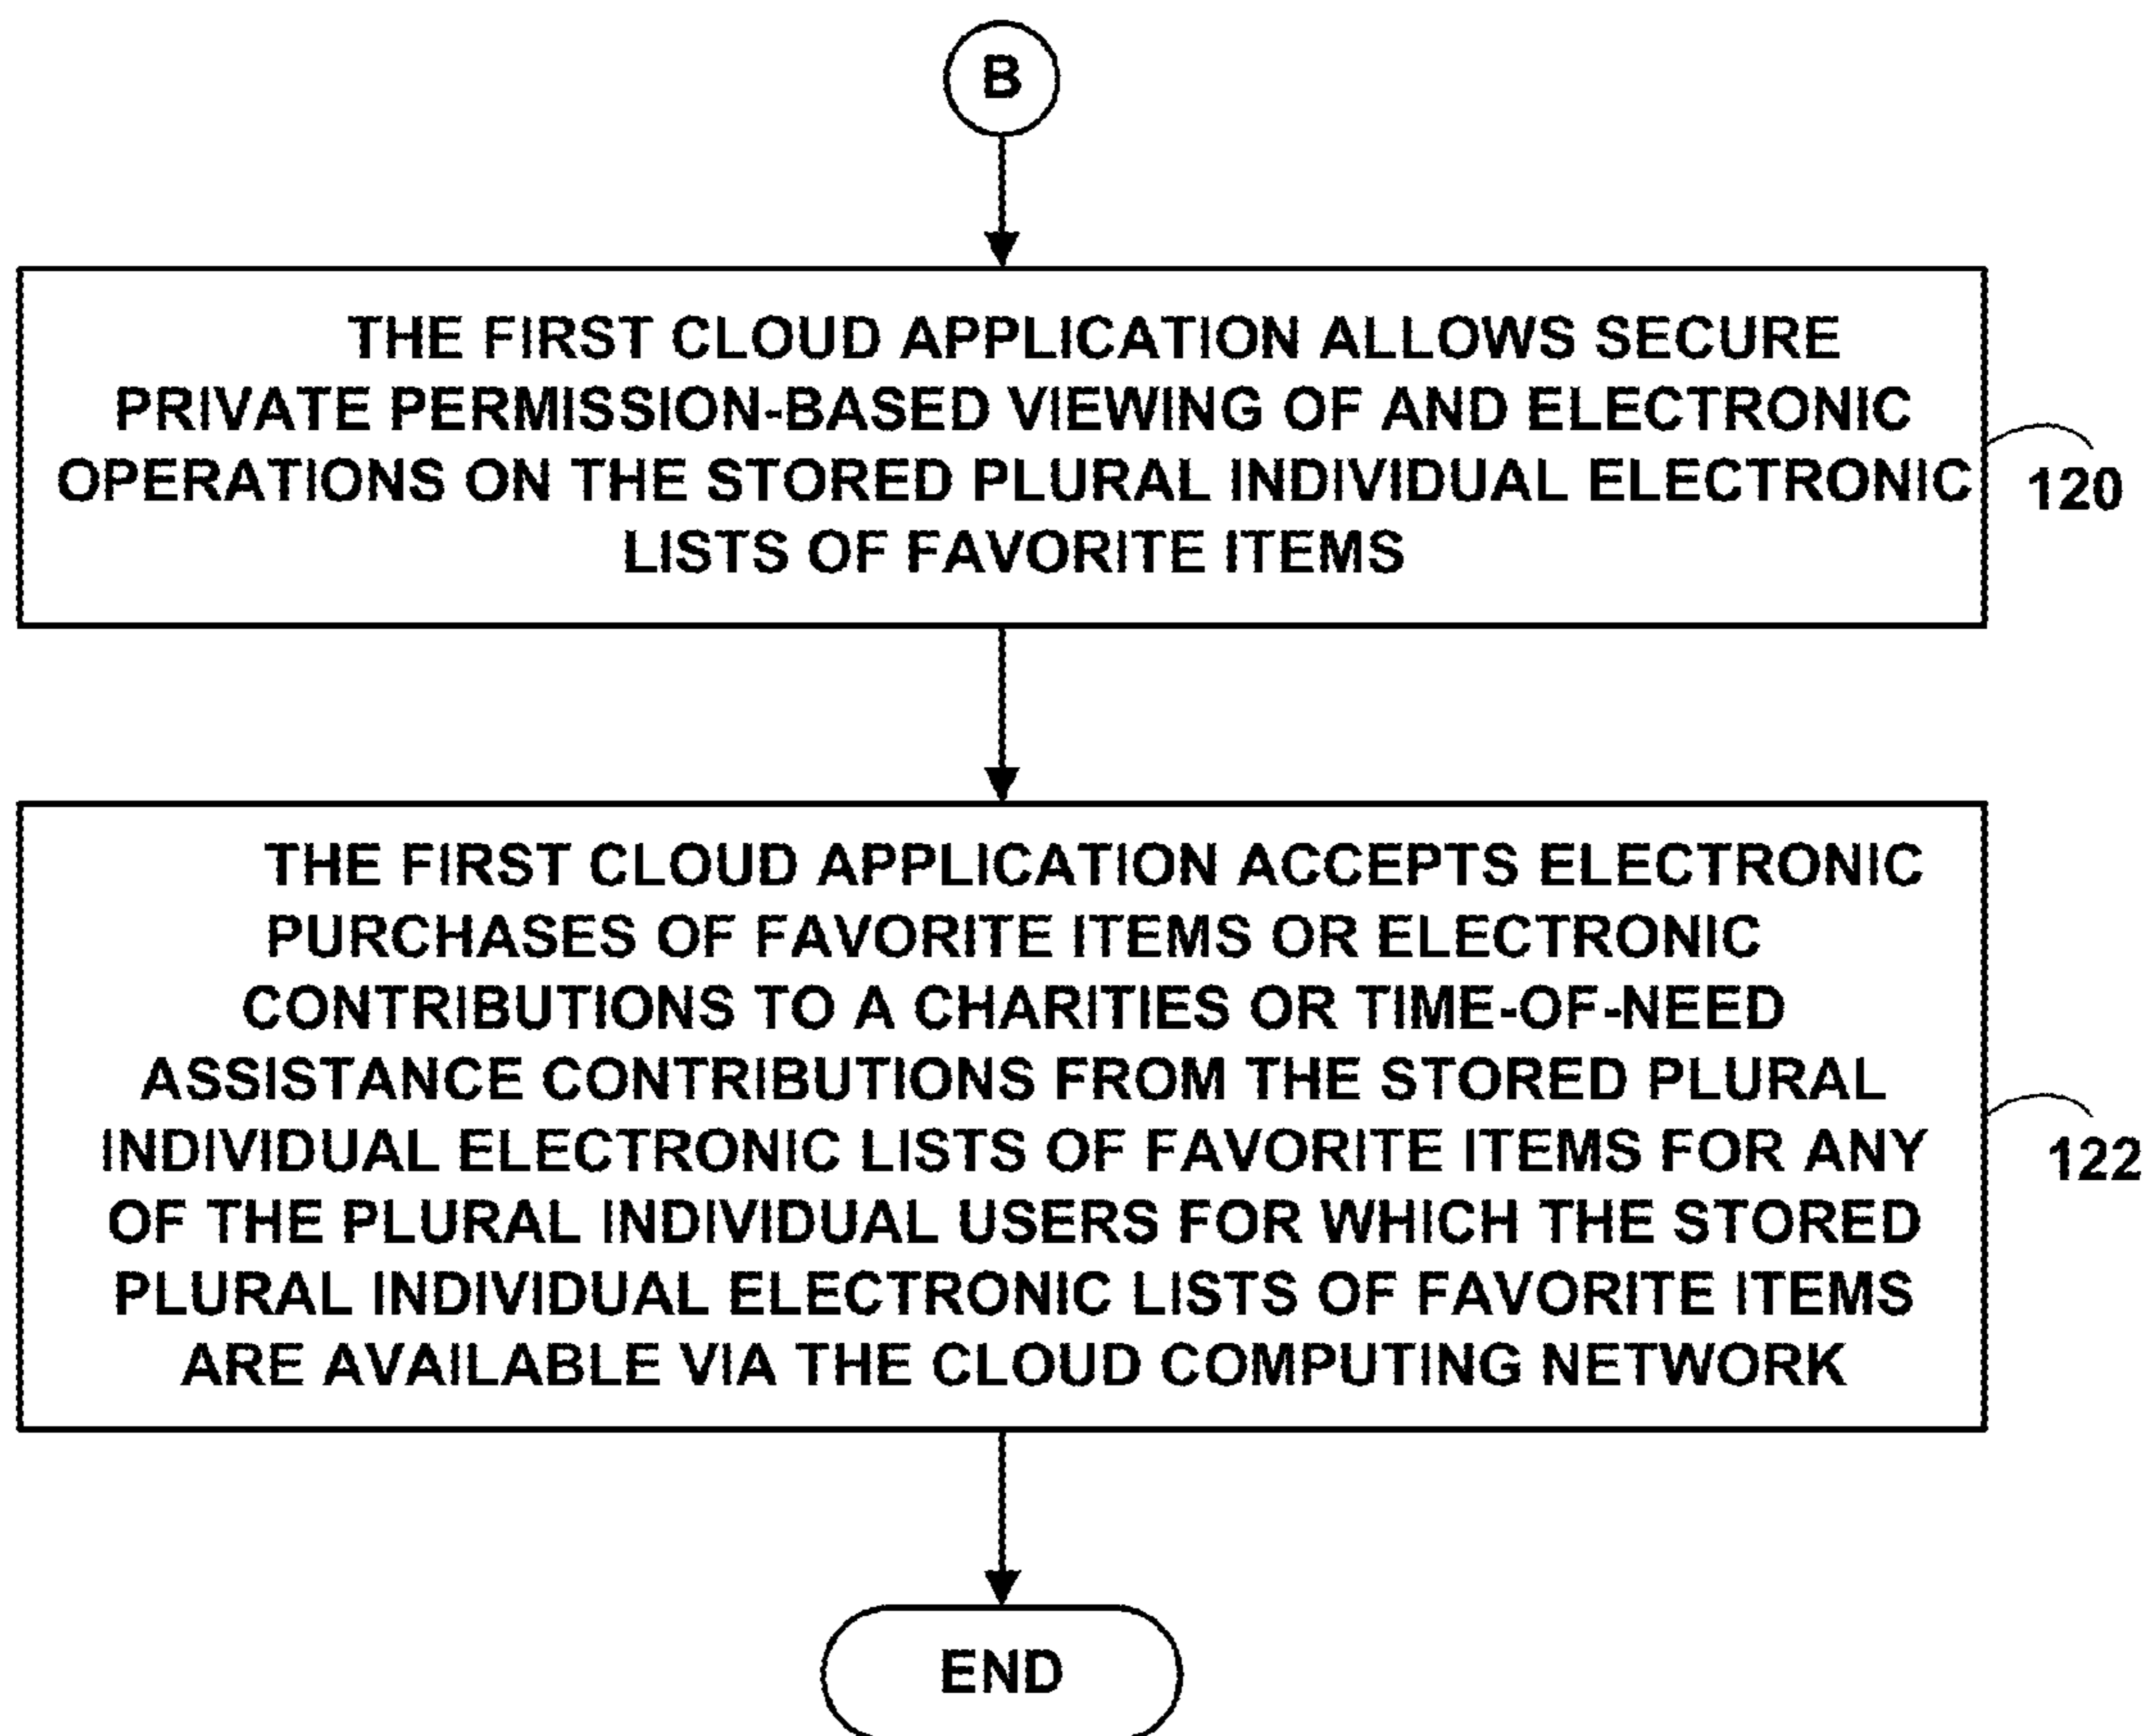 B
THE FIRST CLOUD APPLICATION ALLOWS SECURE
PRIVATE PERMISSION-BASED VIEWING OF AND ELECTRONIC
OPERATIONS ON THE STORED PLURAL INDIVIDUAL ELECTRONIC
LISTS OF FAVORITE ITEMS
120
THE FIRST CLOUD APPLICATION ACCEPTS ELECTRONIC
PURCHASES OF FAVORITE ITEMS OR ELECTRONIC
CONTRIBUTIONS TO A CHARITIES OR TIME-OF-NEED
ASSISTANCE CONTRIBUTIONS FROM THE STORED PLURAL
INDIVIDUAL ELECTRONIC LISTS OF FAVORITE ITEMS FOR ANY
OF THE PLURAL INDIVIDUAL USERS FOR WHICH THE STORED
PLURAL INDIVIDUAL ELECTRONIC LISTS OF FAVORITE ITEMS
ARE AVAILABLE VIA THE CLOUD COMPUTING NETWORK
122
END